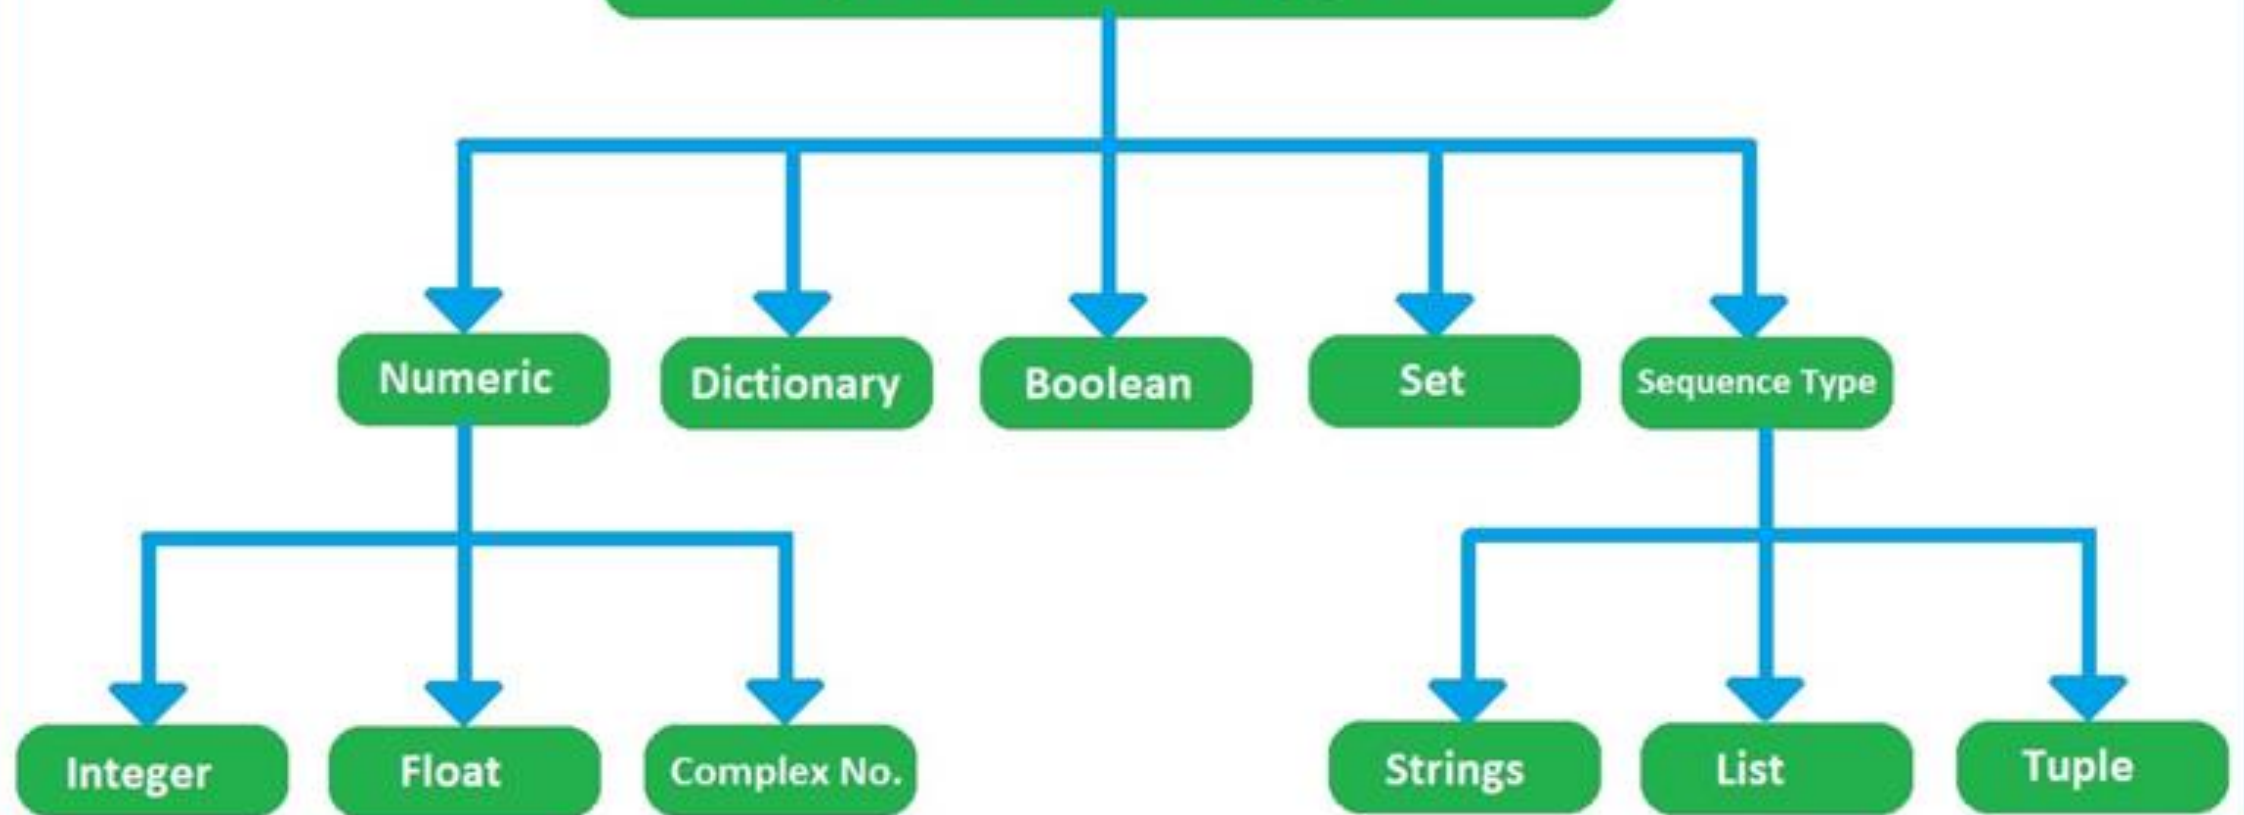 Numeric
Dictionary
Boolean
Set
Sequence Type
Integer
Float
Complex No.
Strings
List
Tuple